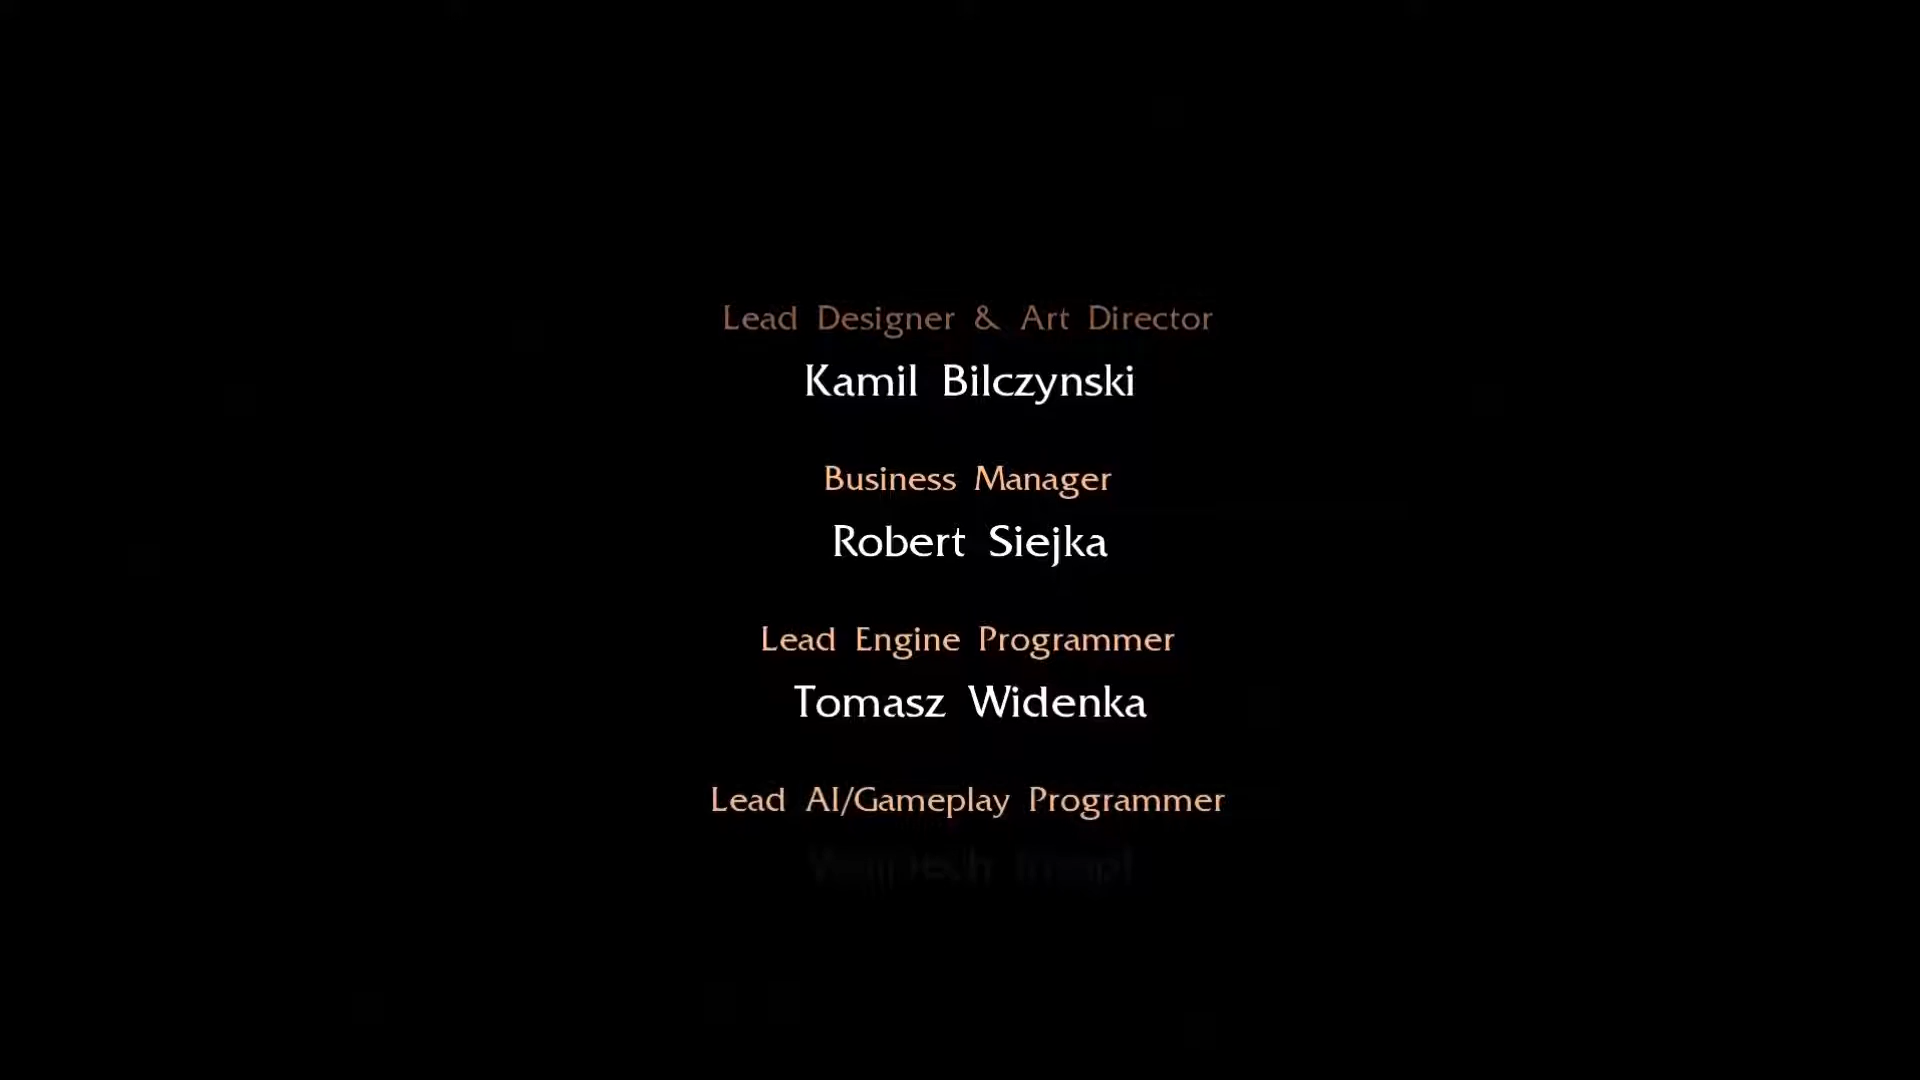 Lead Designer & Art Director
Kamil Bilczynski
Business Manager
Robert Siejka
Lead Engine Programmer
Tomasz Widenka
Lead AI/Gameplay Programmer